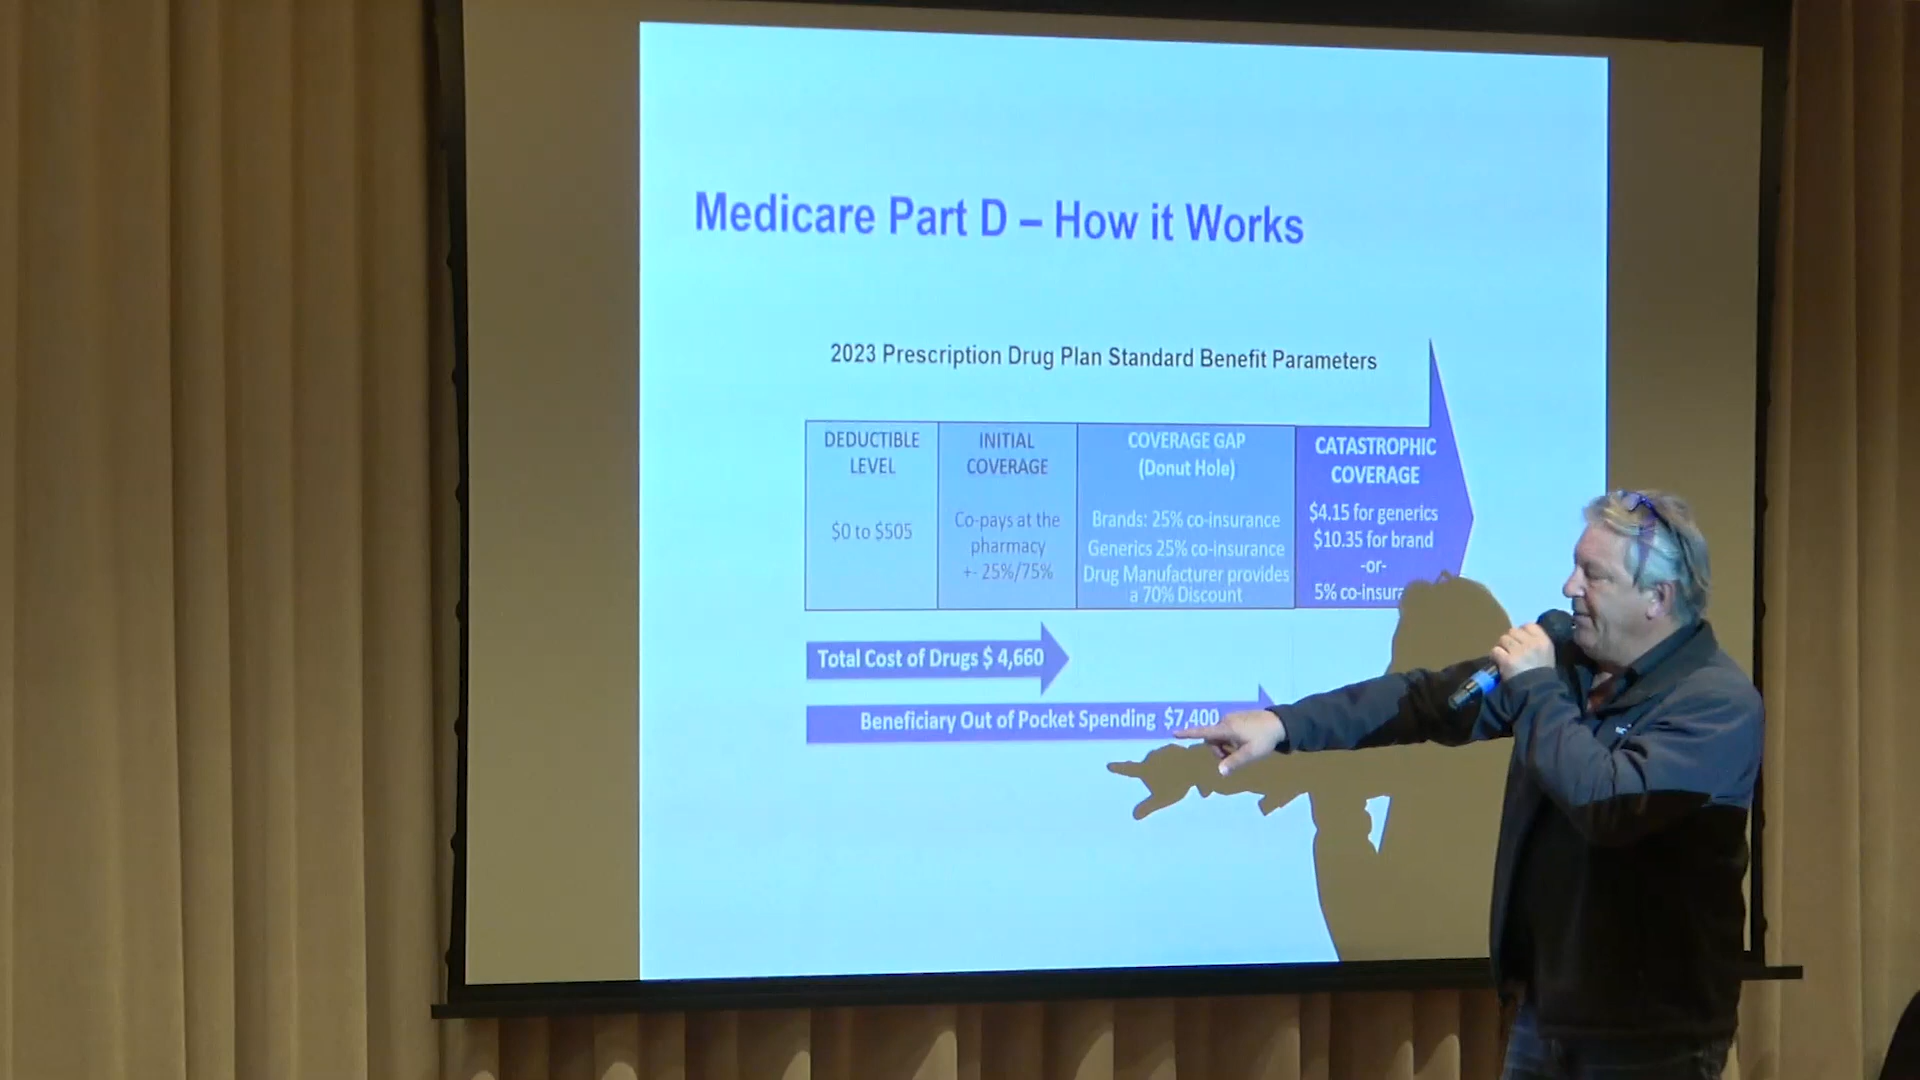 Medicare Part D – How it Works
2023 Prescription Drug Plan Standard Benefit Parameters
DEDUCTIBLE
LEVEL
$0 to $505
INITIAL
COVERAGE
Co-pays at the
pharmacy
+- 25%/75%
COVERAGE GAP
(Donut Hole)
Brands: 25% co-insurance
Generics 25% co-insurance
Drug Manufacturer provides
a 70% Discount
CATASTROPHIC
COVERAGE
$4.15 for generics
$10.35 for brand
-or-
5% co-insura
Total Cost of Drugs $ 4,660
Beneficiary Out of Pocket Spending $7,400